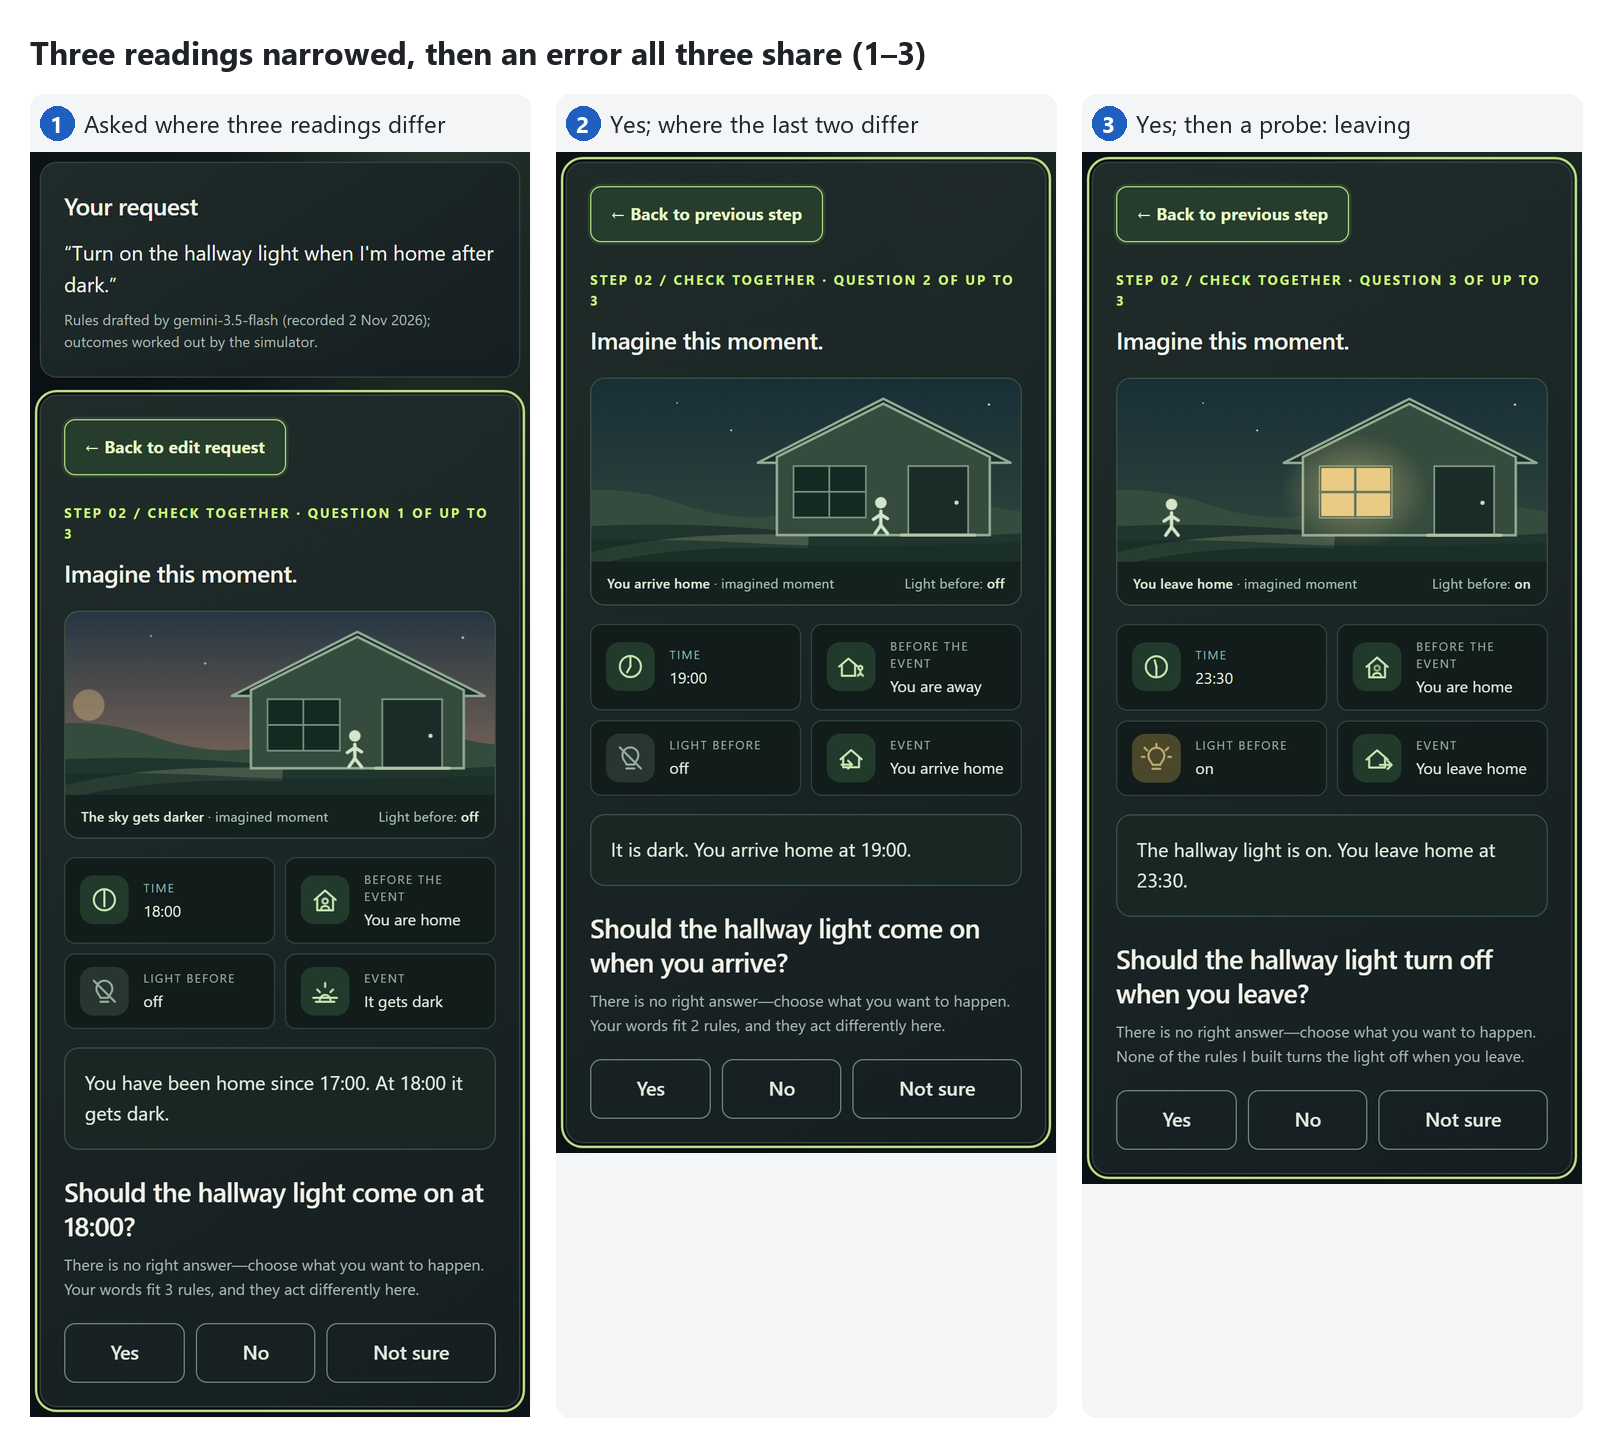 Three readings narrowed, then an error all three share (1–3)
1 Asked where three readings differ
Your request
“Turn on the hallway light when I'm home after
dark.”
Rules drafted by gemini-3.5-flash (recorded 2 Nov 2026);
outcomes worked out by the simulator.
← Back to edit request
STEP 02 / CHECK TOGETHER · QUESTION 1 OF UP TO
3
Imagine this moment.
The sky gets darker · imagined moment
Light before: off
TIME
18:00
BEFORE THE
EVENT
You are home
LIGHT BEFORE
off
EVENT
It gets dark
You have been home since 17:00. At 18:00 it
gets dark.
Should the hallway light come on at
18:00?
There is no right answer—choose what you want to happen.
Your words fit 3 rules, and they act differently here.
Yes
No
Not sure
2 Yes; where the last two differ
← Back to previous step
STEP 02 / CHECK TOGETHER · QUESTION 2 OF UP TO
3
Imagine this moment.
You arrive home · imagined moment
Light before: off
TIME
19:00
BEFORE THE
EVENT
You are away
LIGHT BEFORE
off
EVENT
You arrive home
It is dark. You arrive home at 19:00.
Should the hallway light come on
when you arrive?
There is no right answer—choose what you want to happen.
Your words fit 2 rules, and they act differently here.
Yes
No
Not sure
3 Yes; then a probe: leaving
← Back to previous step
STEP 02 / CHECK TOGETHER · QUESTION 3 OF UP TO
3
Imagine this moment.
You leave home · imagined moment
Light before: on
TIME
23:30
BEFORE THE
EVENT
You are home
LIGHT BEFORE
on
EVENT
You leave home
The hallway light is on. You leave home at
23:30.
Should the hallway light turn off
when you leave?
There is no right answer—choose what you want to happen.
None of the rules I built turns the light off when you leave.
Yes
No
Not sure